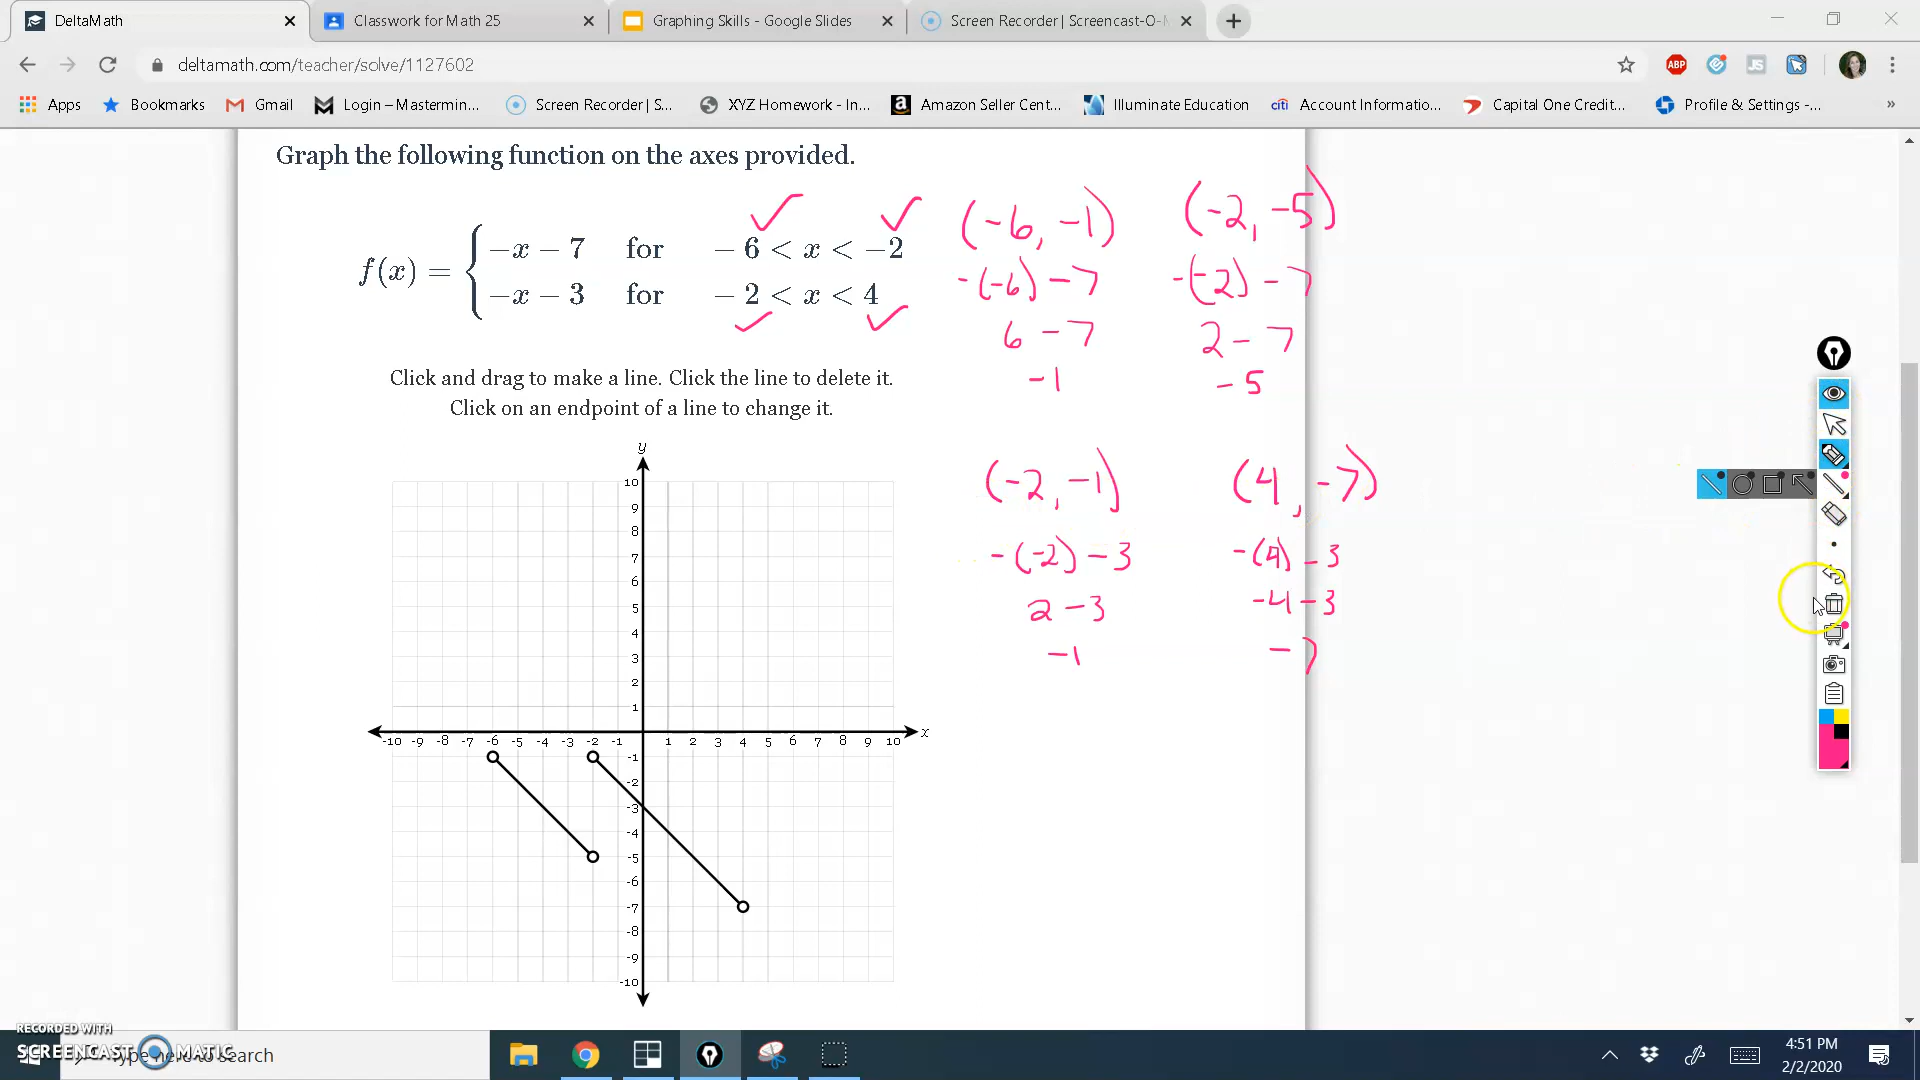 DeltaMath
Classwork for Math 25
Graphing Skills - Google Slides
Screen Recorder | Screencast-O-M
deltamath.com/teacher/solve/1127602
ABP
JS
Apps
Bookmarks
Gmail
Login – Mastermin...
Screen Recorder | S...
XYZ Homework - In...
Amazon Seller Cent...
Illuminate Education
citi Account Informatio...
Capital One Credit...
Profile & Settings -...
»
Graph the following function on the axes provided.
f(x) = { −x − 7 for − 6 < x < −2
−x − 3 for − 2 < x < 4
(-6, -1) (-2, -5)
-(-6) - 7 -(-2) - 7
6 - 7 2 - 7
-1 -5
Click and drag to make a line. Click the line to delete it.
Click on an endpoint of a line to change it.
(-2, -1) (4, -7)
-(-2) - 3 -(4) - 3
2 - 3 -4 - 3
-1 -7
y
10
9
8
7
6
5
4
3
2
1
-10 -9 -8 -7 -6 -5 -4 -3 -2 -1 1 2 3 4 5 6 7 8 9 10 x
-1
-2
-3
-4
-5
-6
-7
-8
-9
-10
RECORDED WITH
SCREENCAST MATIC
Type here to search
4:51 PM
2/2/2020